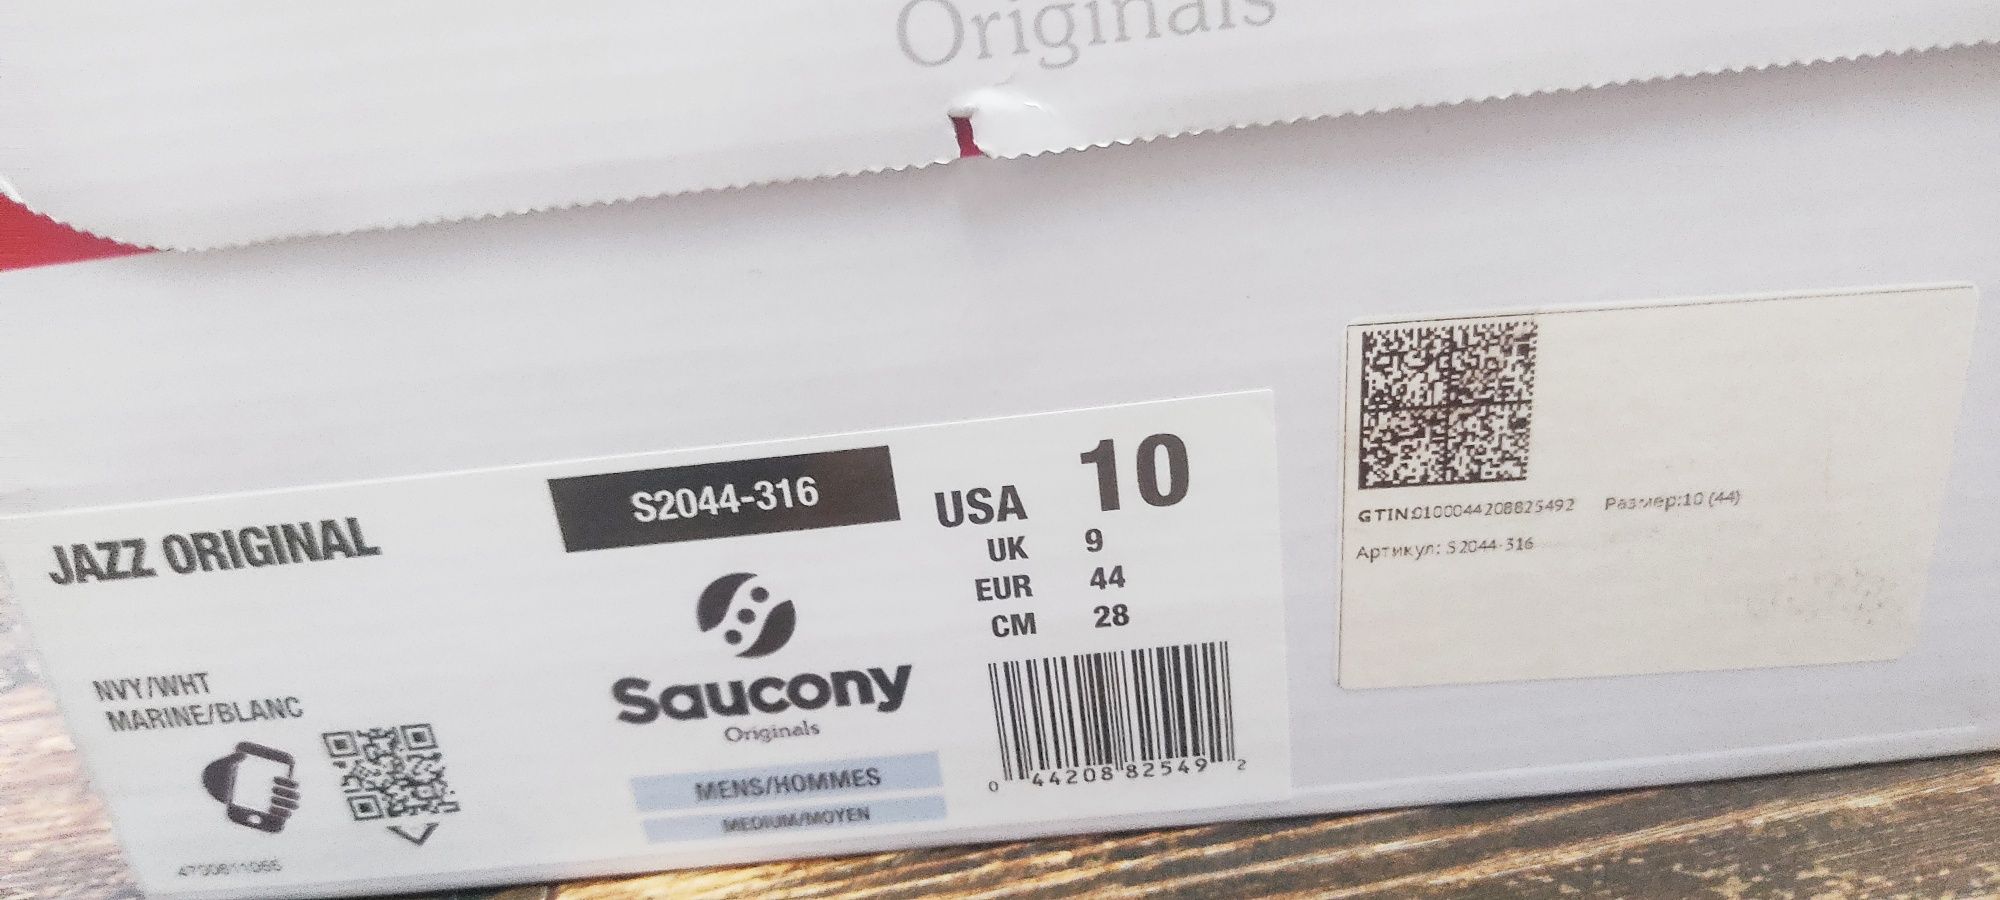 Originals
JAZZ ORIGINAL
S2044-316
USA 10
UK 9
EUR 44
CM 28
NVY/WHT
MARINE/BLANC
Saucony
Originals
MENS/HOMMES
MEDIUM/MOYEN
0 44208 82549 2
GTIN:0100044208825492 Размер:10 (44)
Артикул: S2044-316